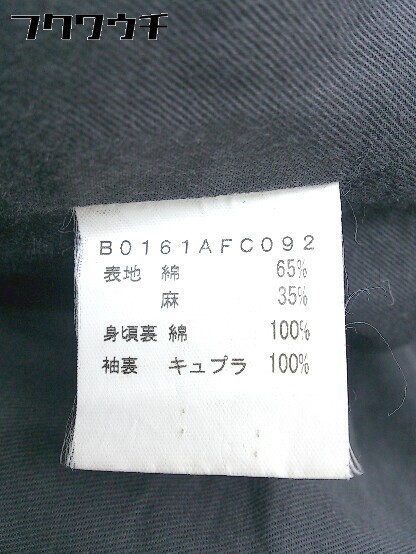 フクワウチ
B0161AFC092
表地 綿 65%
麻 35%
身頃裏 綿 100%
袖裏 キュプラ 100%